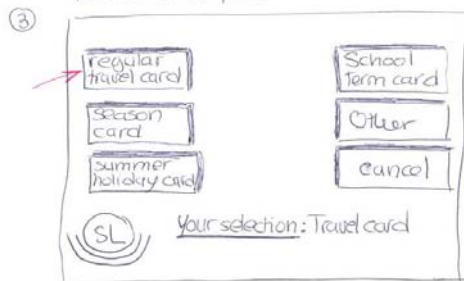 ③
regular
travel card
School
Term card
season
card
Other
summer
holiday card
cancel
SL
Your selection: Travel card